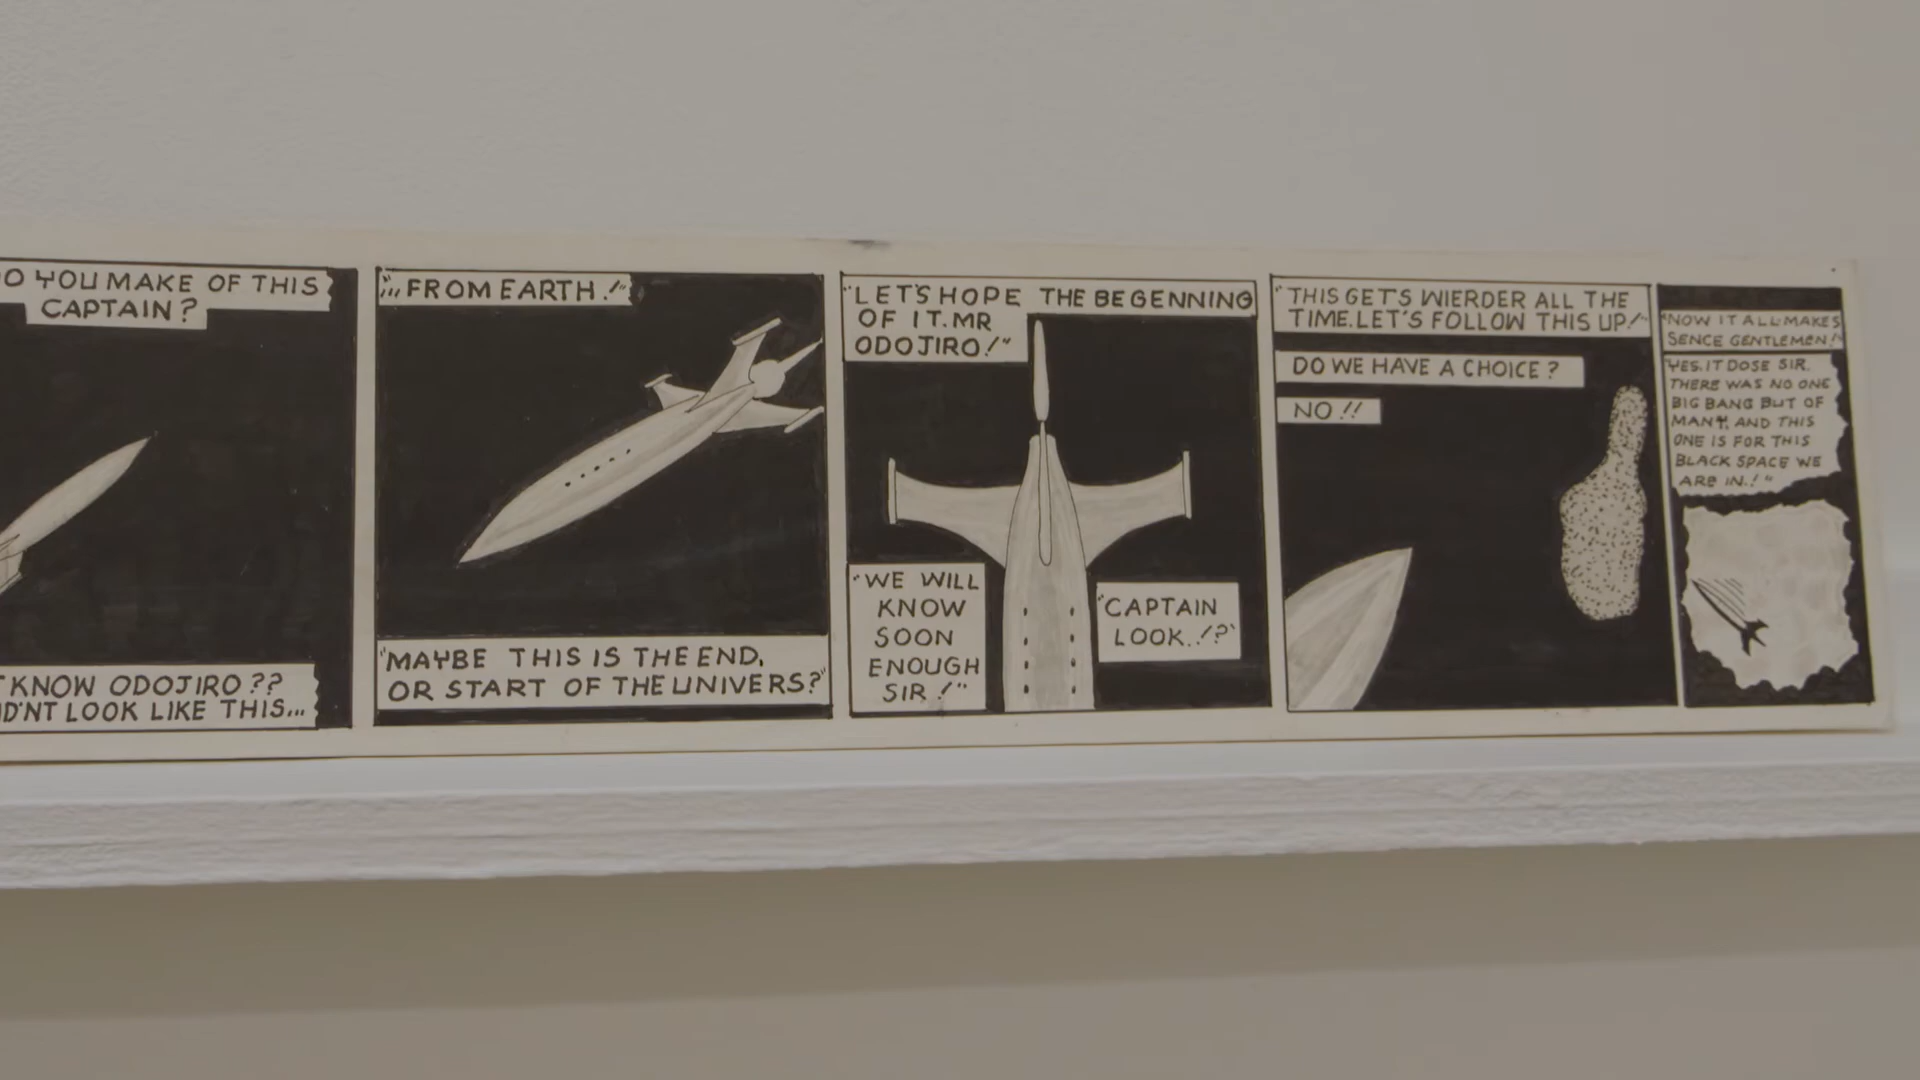 DO YOU MAKE OF THIS
CAPTAIN?
KNOW ODOJIRO??
LOOK LIKE THIS...
"... FROM EARTH.!"
"MAYBE THIS IS THE END,
OR START OF THE UNIVERS?"
"LET'S HOPE THE BEGENNING
OF IT. MR
ODOJIRO!"
"WE WILL
KNOW
SOON
ENOUGH
SIR!"
"CAPTAIN
LOOK..!?"
"THIS GET'S WIERDER ALL THE
TIME. LET'S FOLLOW THIS UP!"
DO WE HAVE A CHOICE?
NO!!
"NOW IT ALL MAKES
SENCE GENTLEMEN!"
"YES. IT DOSE SIR.
THERE WAS NO ONE
BIG BANG BUT OF
MANY. AND THIS
ONE IS FOR THIS
BLACK SPACE WE
ARE IN.!"